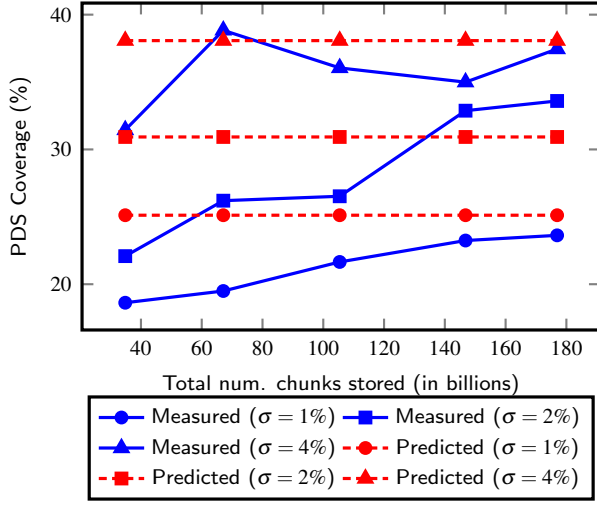 40
30
20
PDS Coverage (%)
40 60 80 100 120 140 160 180
Total num. chunks stored (in billions)
Measured (σ = 1%) Measured (σ = 2%)
Measured (σ = 4%) Predicted (σ = 1%)
Predicted (σ = 2%) Predicted (σ = 4%)